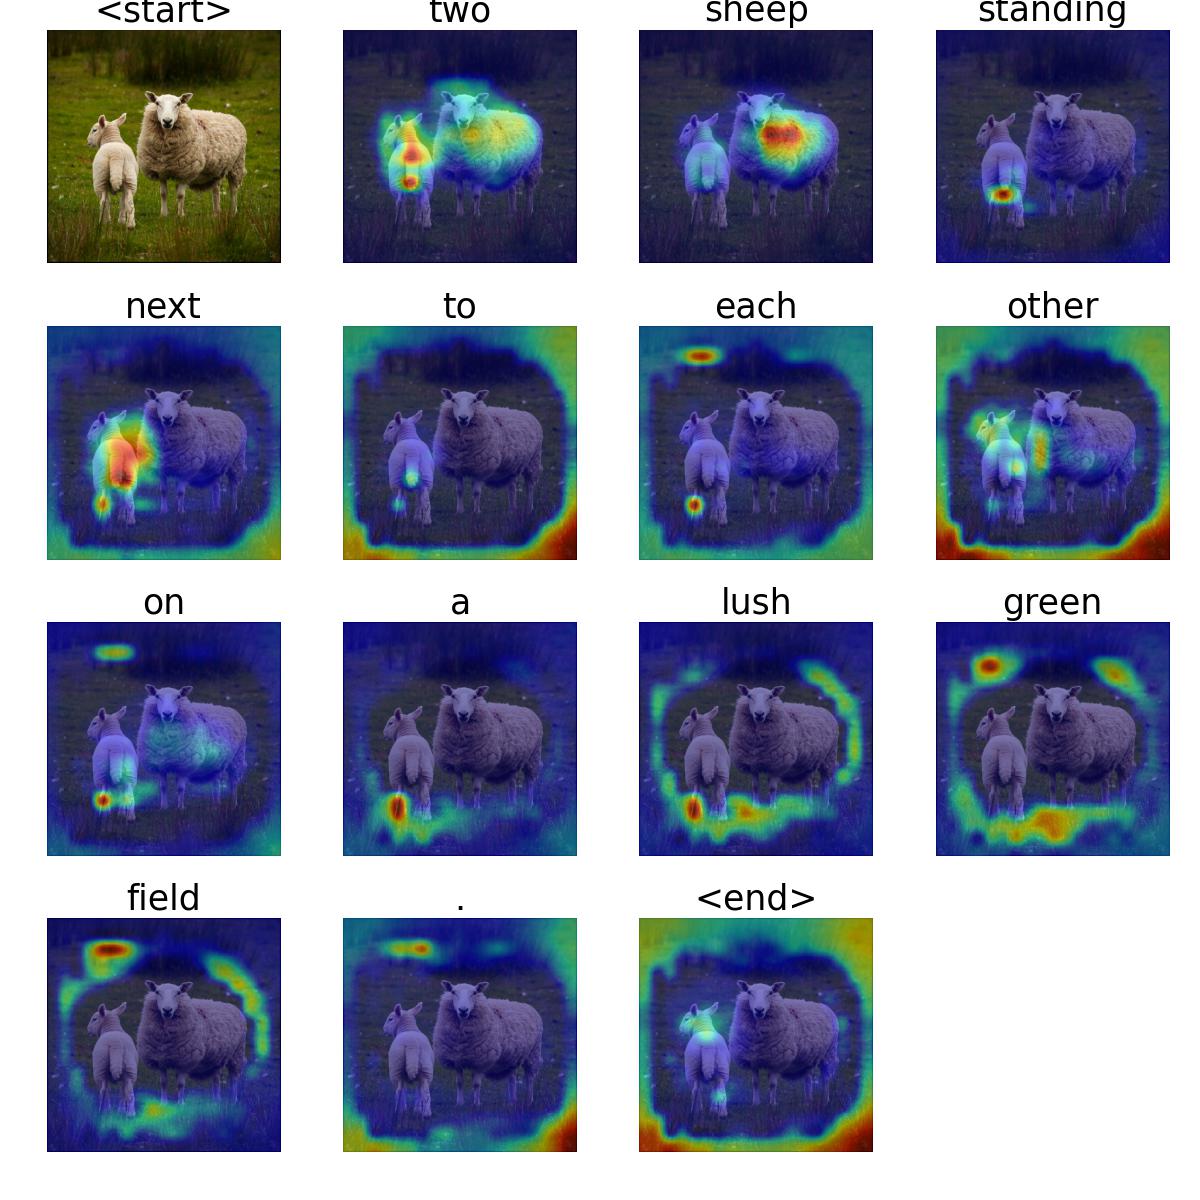 <start> two sheep standing
next to each other
on a lush green
field . <end>